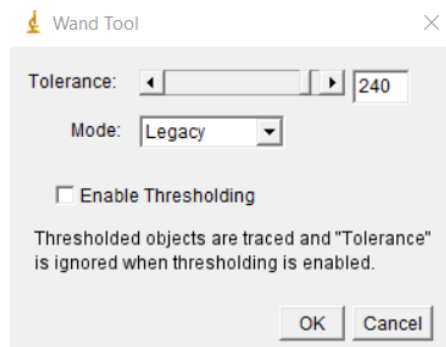 Wand Tool
Tolerance: 240
Mode: Legacy
Enable Thresholding
Thresholded objects are traced and "Tolerance"
is ignored when thresholding is enabled.
OK Cancel